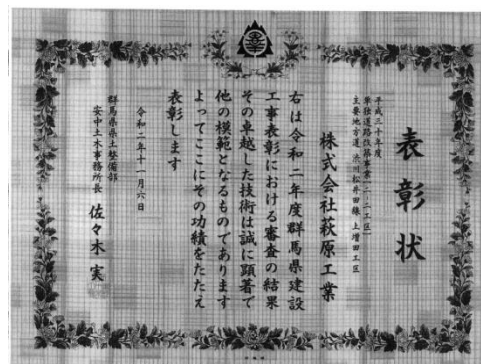 表彰状
平成三十年度
単独道路改築事業(二-二工区)
主要地方道 渋川松井田線 上増田工区
株式会社萩原工業
右は令和二年度群馬県建設
工事表彰における審査の結果
その卓越した技術は誠に顕著で
他の模範となるものであります
よってここにその功績をたたえ
表彰します
令和二年十一月六日
群馬県県土整備部
安中土木事務所長 佐々木 実